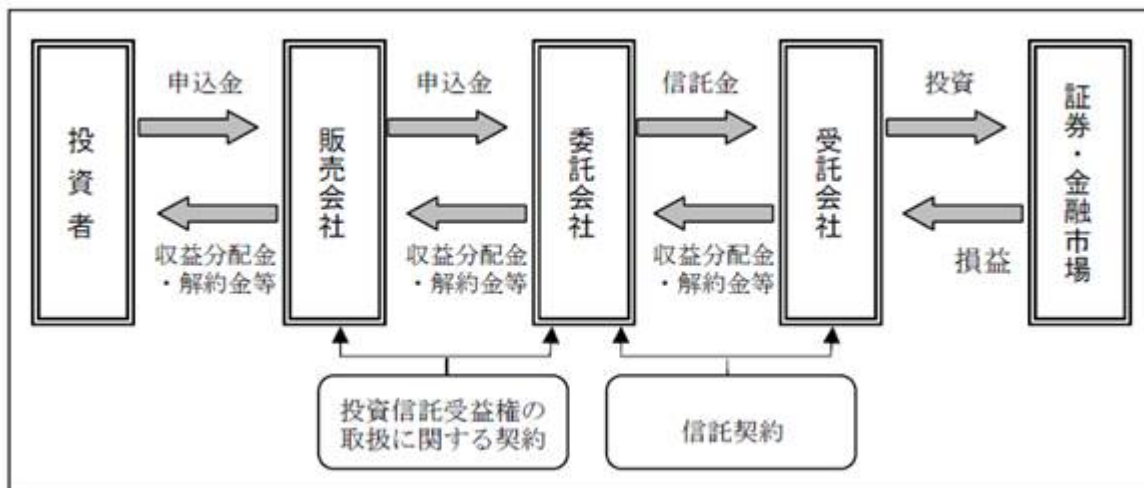 投資者
申込金
収益分配金
・解約金等
販売会社
申込金
収益分配金
・解約金等
委託会社
信託金
収益分配金
・解約金等
受託会社
投資
損益
証券・金融市場
投資信託受益権の
取扱に関する契約
信託契約